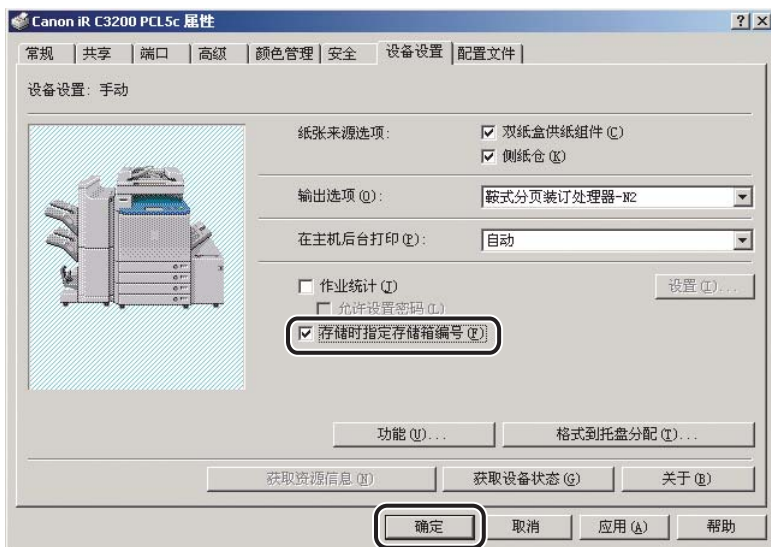 Canon iR C3200 PCL5c 属性
常规 共享 端口 高级 颜色管理 安全 设备设置 配置文件
设备设置: 手动
纸张来源选项: 双纸盒供纸组件(C)
侧纸仓(K)
输出选项(O): 鞍式分页装订处理器-N2
在主机后台打印(P): 自动
作业统计(J) 设置(I)...
允许设置密码(L)
存储时指定存储箱编号(F)
功能(U)... 格式到托盘分配(T)...
获取资源信息(N) 获取设备状态(G) 关于(B)
确定 取消 应用(A) 帮助